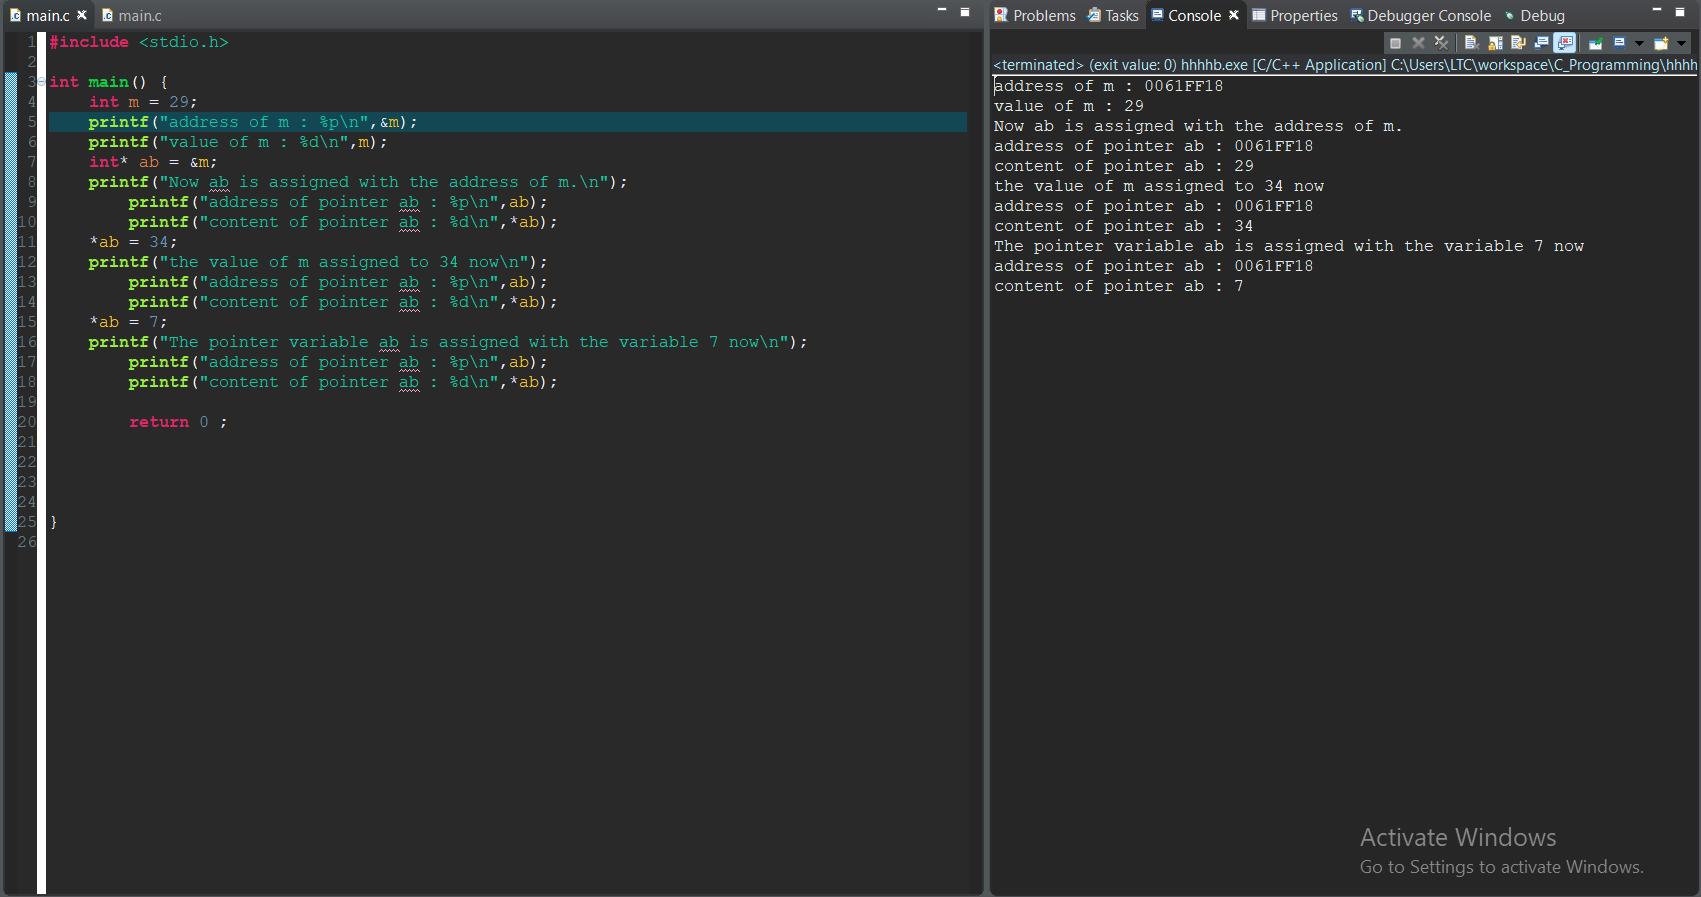 main.c
main.c
1 #include <stdio.h>
2
3 int main() {
4     int m = 29;
5     printf("address of m : %p\n",&m);
6     printf("value of m : %d\n",m);
7     int* ab = &m;
8     printf("Now ab is assigned with the address of m.\n");
9         printf("address of pointer ab : %p\n",ab);
10         printf("content of pointer ab : %d\n",*ab);
11     *ab = 34;
12     printf("the value of m assigned to 34 now\n");
13         printf("address of pointer ab : %p\n",ab);
14         printf("content of pointer ab : %d\n",*ab);
15     *ab = 7;
16     printf("The pointer variable ab is assigned with the variable 7 now\n");
17         printf("address of pointer ab : %p\n",ab);
18         printf("content of pointer ab : %d\n",*ab);
19
20         return 0 ;
21
22
23
24
25 }
26
Problems Tasks Console Properties Debugger Console Debug
<terminated> (exit value: 0) hhhhb.exe [C/C++ Application] C:\Users\LTC\workspace\C_Programming\hhhh
address of m : 0061FF18
value of m : 29
Now ab is assigned with the address of m.
address of pointer ab : 0061FF18
content of pointer ab : 29
the value of m assigned to 34 now
address of pointer ab : 0061FF18
content of pointer ab : 34
The pointer variable ab is assigned with the variable 7 now
address of pointer ab : 0061FF18
content of pointer ab : 7
Activate Windows
Go to Settings to activate Windows.